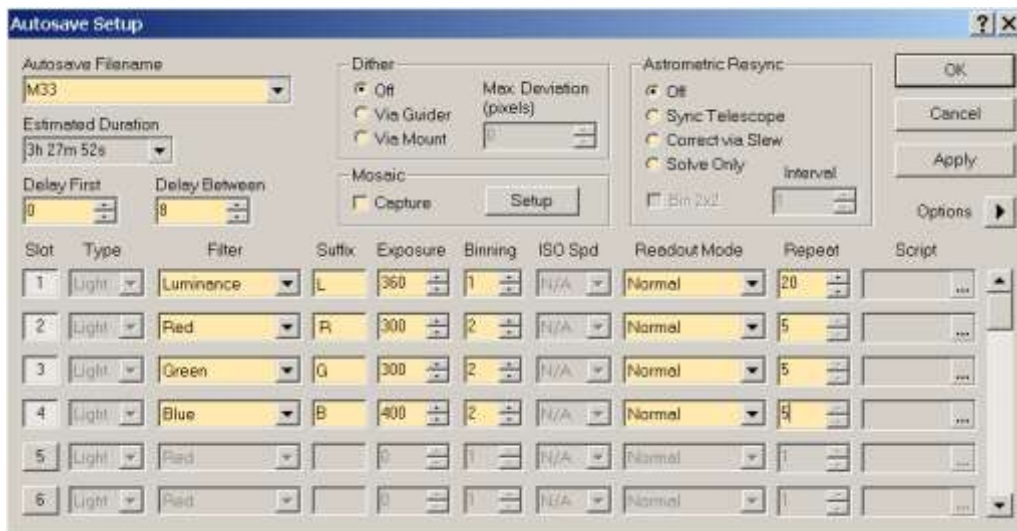 Autosave Setup
Autosave Filename
M33
Estimated Duration
3h 27m 52s
Delay First
0
Delay Between
8
Dither
Off
Via Guider
Via Mount
Max. Deviation
(pixels)
0
Mosaic
Capture
Setup
Astrometric Resync
Off
Sync Telescope
Correct via Slew
Solve Only
Bin 2x2
Interval
1
OK
Cancel
Apply
Options
Slot Type Filter Suffix Exposure Binning ISO Spd Readout Mode Repeat Script
1 Light Luminance L 360 1 N/A Normal 20 ...
2 Light Red R 300 2 N/A Normal 5 ...
3 Light Green G 300 2 N/A Normal 5 ...
4 Light Blue B 400 2 N/A Normal 5 ...
5 Light Red 0 1 N/A Normal 1 ...
6 Light Red 0 1 N/A Normal 1 ...